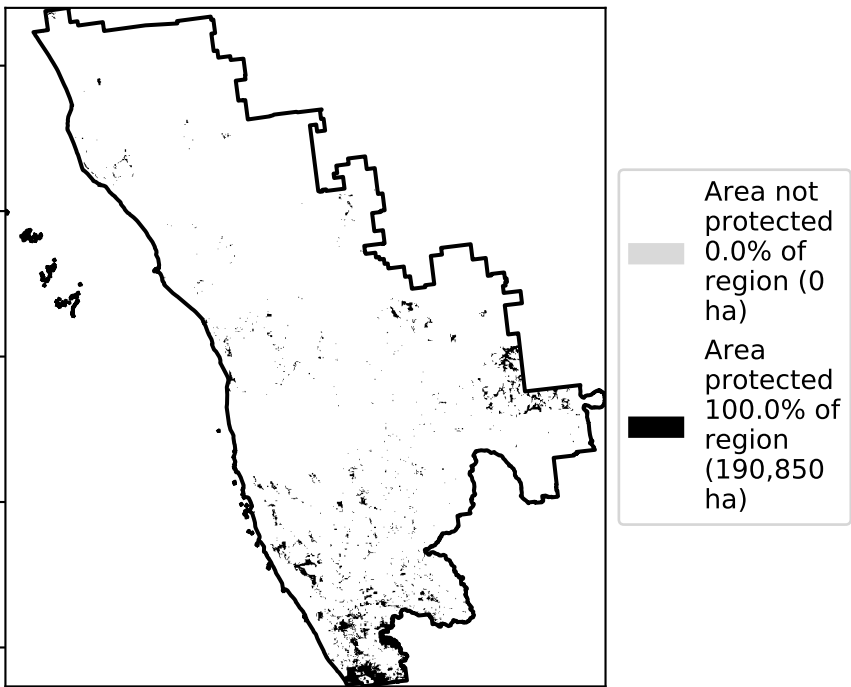 Area not
protected
0.0% of
region (0
ha)
Area
protected
100.0% of
region
(190,850
ha)